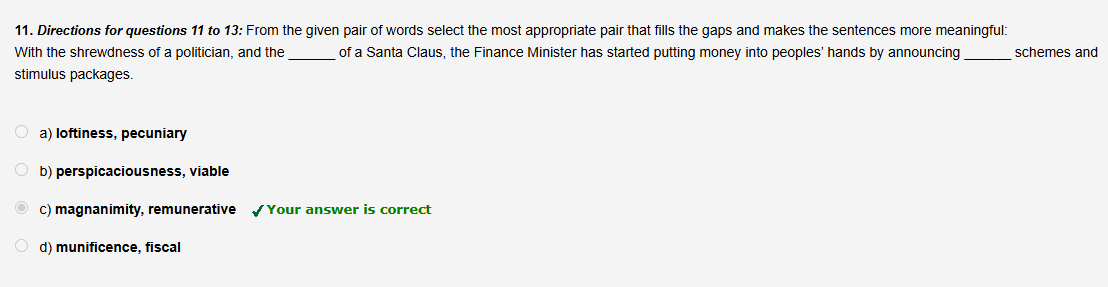 11. Directions for questions 11 to 13: From the given pair of words select the most appropriate pair that fills the gaps and makes the sentences more meaningful:
With the shrewdness of a politician, and the ______ of a Santa Claus, the Finance Minister has started putting money into peoples' hands by announcing ______ schemes and
stimulus packages.
a) loftiness, pecuniary
b) perspicaciousness, viable
c) magnanimity, remunerative ✓Your answer is correct
d) munificence, fiscal